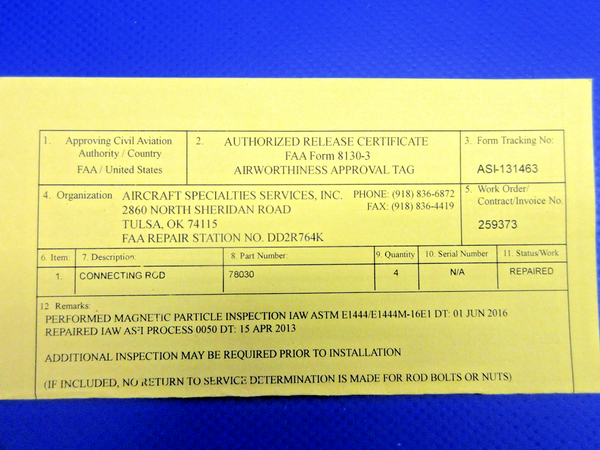 1. Approving Civil Aviation
Authority / Country
FAA / United States
2. AUTHORIZED RELEASE CERTIFICATE
FAA Form 8130-3
AIRWORTHINESS APPROVAL TAG
3. Form Tracking No:
ASI-131463
4. Organization AIRCRAFT SPECIALTIES SERVICES, INC.
2860 NORTH SHERIDAN ROAD
TULSA, OK 74115
FAA REPAIR STATION NO. DD2R764K
PHONE: (918) 836-6872
FAX: (918) 836-4419
5. Work Order/
Contract/Invoice No.
259373
6. Item: 7. Description: 8. Part Number: 9. Quantity 10. Serial Number 11. Status/Work
1. CONNECTING ROD 78030 4 N/A REPAIRED
12. Remarks:
PERFORMED MAGNETIC PARTICLE INSPECTION IAW ASTM E1444/E1444M-16E1 DT: 01 JUN 2016
REPAIRED IAW ASI PROCESS 0050 DT: 15 APR 2013
ADDITIONAL INSPECTION MAY BE REQUIRED PRIOR TO INSTALLATION
(IF INCLUDED, NO RETURN TO SERVICE DETERMINATION IS MADE FOR ROD BOLTS OR NUTS)